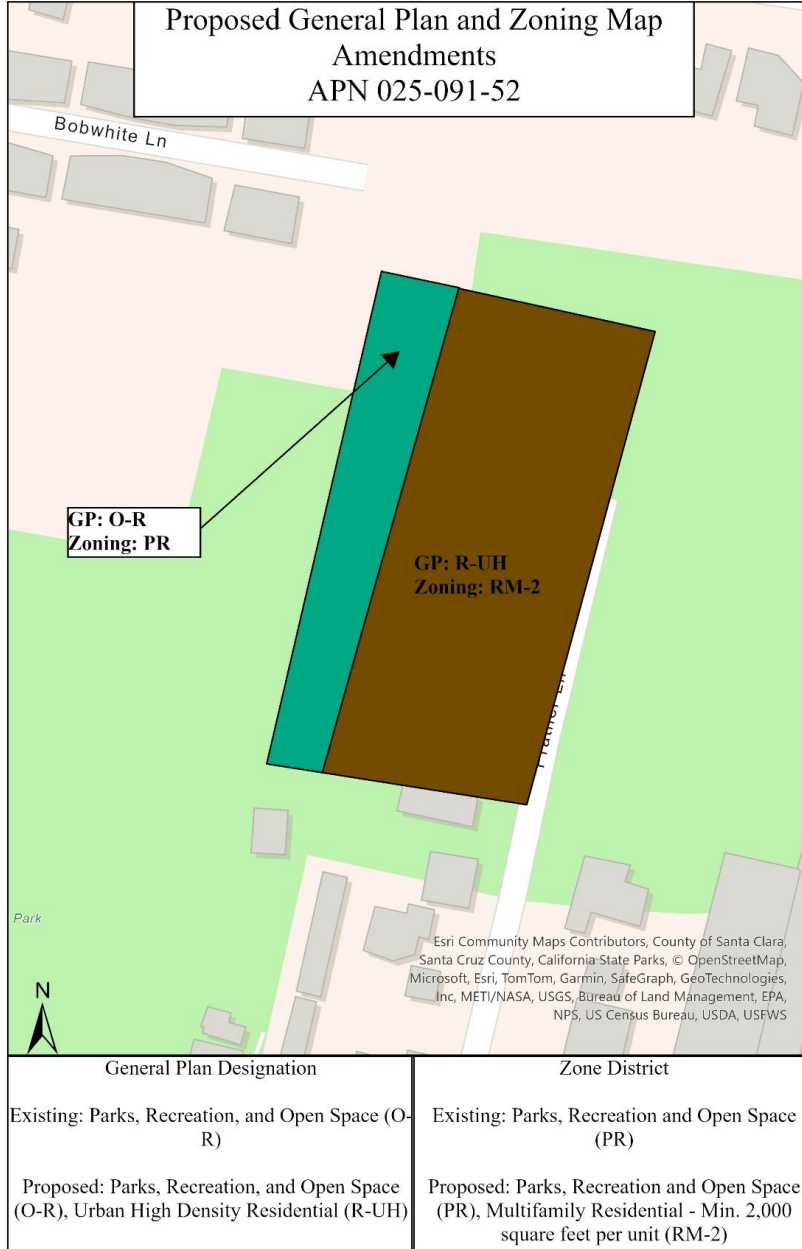 Proposed General Plan and Zoning Map
Amendments
APN 025-091-52
Bobwhite Ln
GP: O-R
Zoning: PR
GP: R-UH
Zoning: RM-2
Park
Esri Community Maps Contributors, County of Santa Clara,
Santa Cruz County, California State Parks, © OpenStreetMap,
Microsoft, Esri, TomTom, Garmin, SafeGraph, GeoTechnologies,
Inc, METI/NASA, USGS, Bureau of Land Management, EPA,
NPS, US Census Bureau, USDA, USFWS
N
General Plan Designation
Existing: Parks, Recreation, and Open Space (O-
R)
Proposed: Parks, Recreation, and Open Space
(O-R), Urban High Density Residential (R-UH)
Zone District
Existing: Parks, Recreation and Open Space
(PR)
Proposed: Parks, Recreation and Open Space
(PR), Multifamily Residential - Min. 2,000
square feet per unit (RM-2)